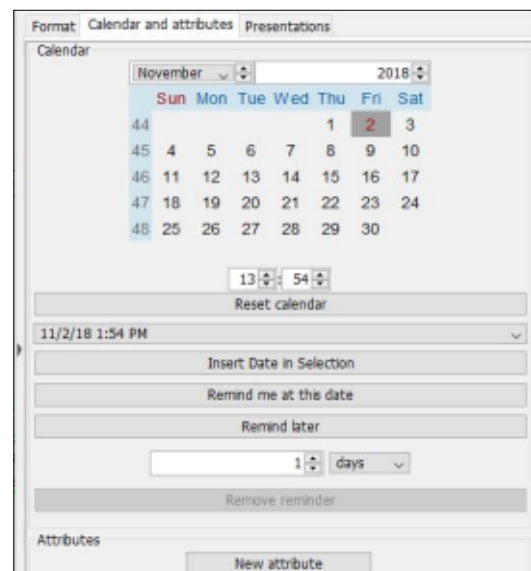 Format Calendar and attributes Presentations
Calendar
November 2018
Sun Mon Tue Wed Thu Fri Sat
44 1 2 3
45 4 5 6 7 8 9 10
46 11 12 13 14 15 16 17
47 18 19 20 21 22 23 24
48 25 26 27 28 29 30
13 : 54
Reset calendar
11/2/18 1:54 PM
Insert Date in Selection
Remind me at this date
Remind later
1 days
Remove reminder
Attributes
New attribute